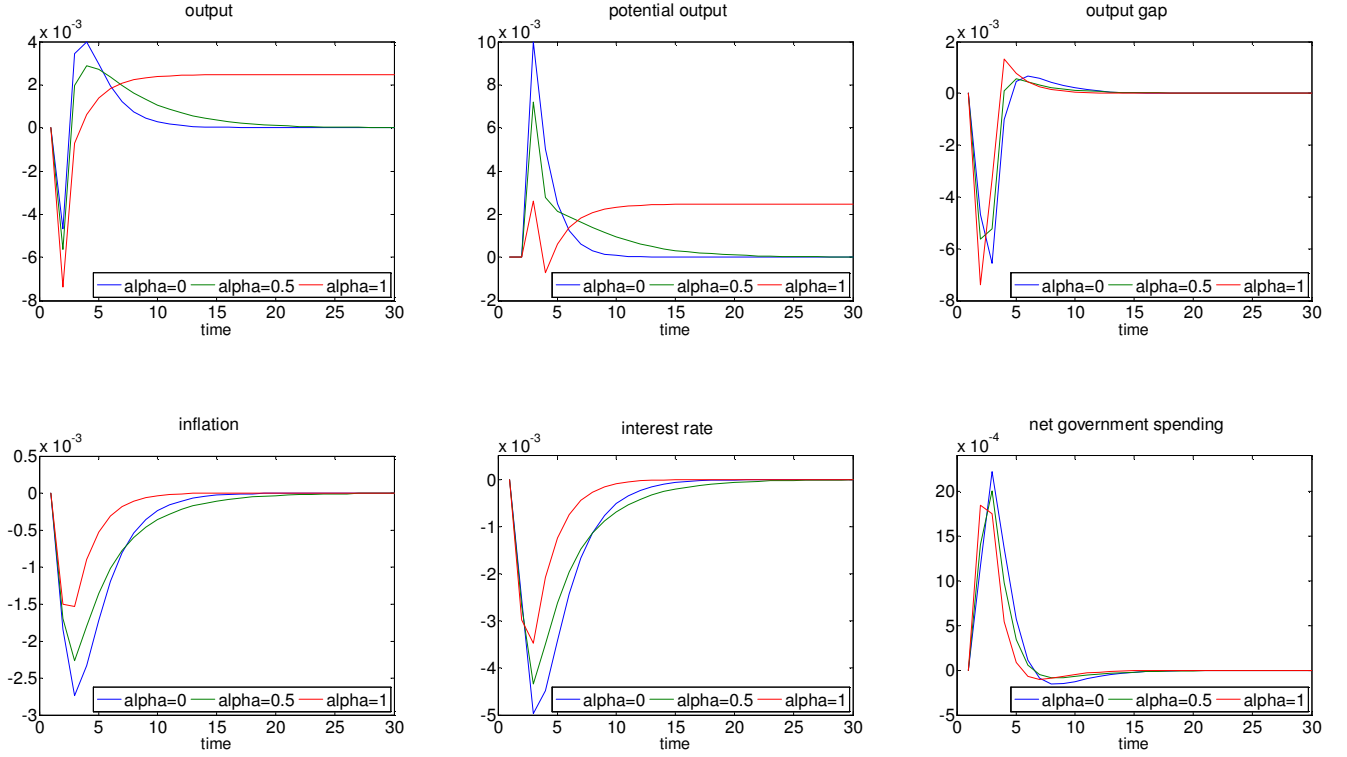 output
x 10-3
4
2
0
-2
-4
-6
-8
0 5 10 15 20 25 30
time
alpha=0 alpha=0.5 alpha=1
potential output
x 10-3
10
8
6
4
2
0
-2
0 5 10 15 20 25 30
time
alpha=0 alpha=0.5 alpha=1
output gap
x 10-3
2
0
-2
-4
-6
-8
0 5 10 15 20 25 30
time
alpha=0 alpha=0.5 alpha=1
inflation
x 10-3
0.5
0
-0.5
-1
-1.5
-2
-2.5
-3
0 5 10 15 20 25 30
time
alpha=0 alpha=0.5 alpha=1
interest rate
x 10-3
0
-1
-2
-3
-4
-5
0 5 10 15 20 25 30
time
alpha=0 alpha=0.5 alpha=1
net government spending
x 10-4
20
15
10
5
0
-5
0 5 10 15 20 25 30
time
alpha=0 alpha=0.5 alpha=1